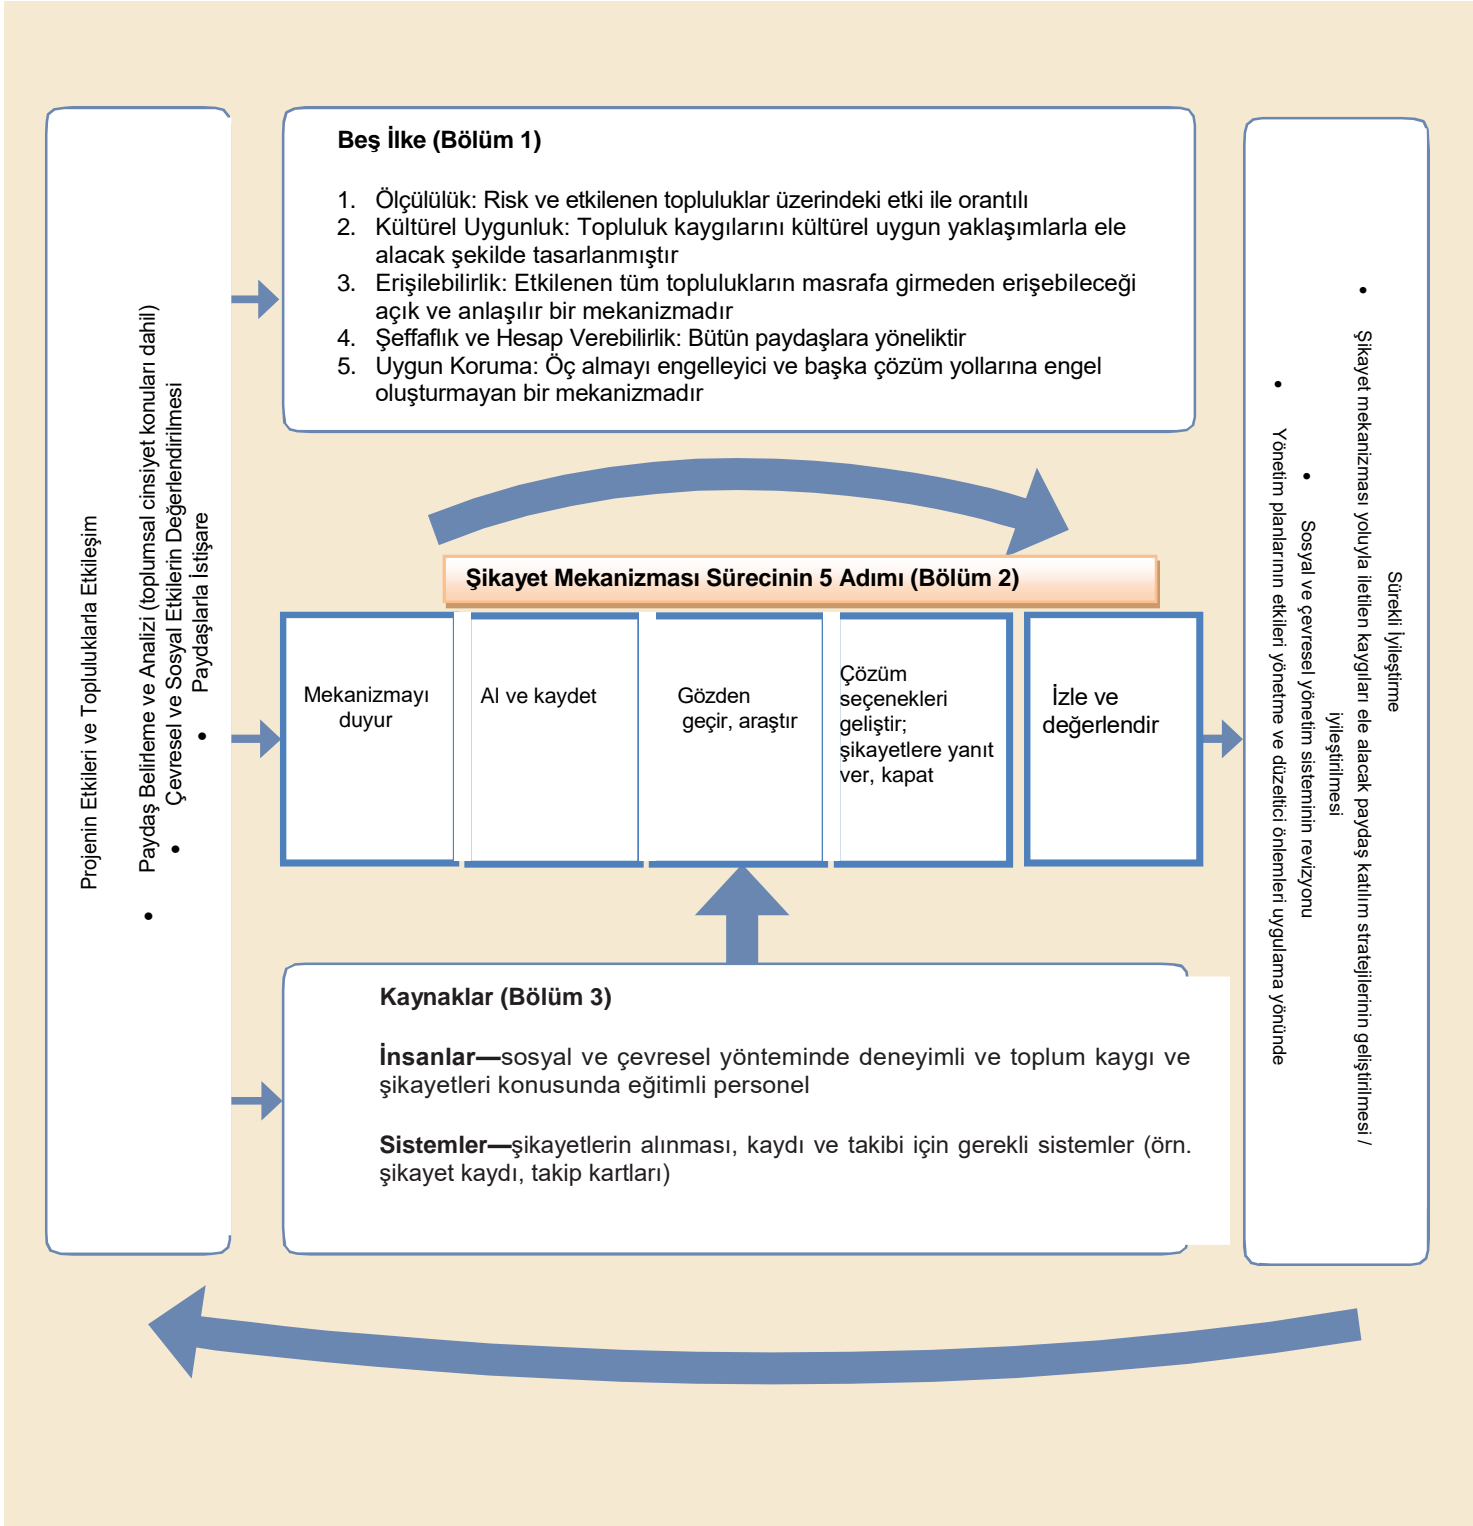 Projenin Etkileri ve Topluluklarla Etkileşim
• Paydaş Belirleme ve Analizi (toplumsal cinsiyet konuları dahil)
• Çevresel ve Sosyal Etkilerin Değerlendirilmesi
• Paydaşlarla İstişare
Beş İlke (Bölüm 1)
1. Ölçülülük: Risk ve etkilenen topluluklar üzerindeki etki ile orantılı
2. Kültürel Uygunluk: Topluluk kaygılarını kültürel uygun yaklaşımlarla ele
alacak şekilde tasarlanmıştır
3. Erişilebilirlik: Etkilenen tüm toplulukların masrafa girmeden erişebileceği
açık ve anlaşılır bir mekanizmadır
4. Şeffaflık ve Hesap Verebilirlik: Bütün paydaşlara yöneliktir
5. Uygun Koruma: Öç almayı engelleyici ve başka çözüm yollarına engel
oluşturmayan bir mekanizmadır
Şikayet Mekanizması Sürecinin 5 Adımı (Bölüm 2)
Mekanizmayı
duyur
Al ve kaydet
Gözden
geçir, araştır
Çözüm
seçenekleri
geliştir;
şikayetlere yanıt
ver, kapat
İzle ve
değerlendir
Kaynaklar (Bölüm 3)
İnsanlar—sosyal ve çevresel yönteminde deneyimli ve toplum kaygı ve
şikayetleri konusunda eğitimli personel
Sistemler—şikayetlerin alınması, kaydı ve takibi için gerekli sistemler (örn.
şikayet kaydı, takip kartları)
Sürekli İyileştirme
• Şikayet mekanizması yoluyla iletilen kaygıları ele alacak paydaş katılım stratejilerinin geliştirilmesi /
iyileştirilmesi
• Sosyal ve çevresel yönetim sisteminin revizyonu
• Yönetim planlarının etkileri yönetme ve düzeltici önlemleri uygulama yönünde